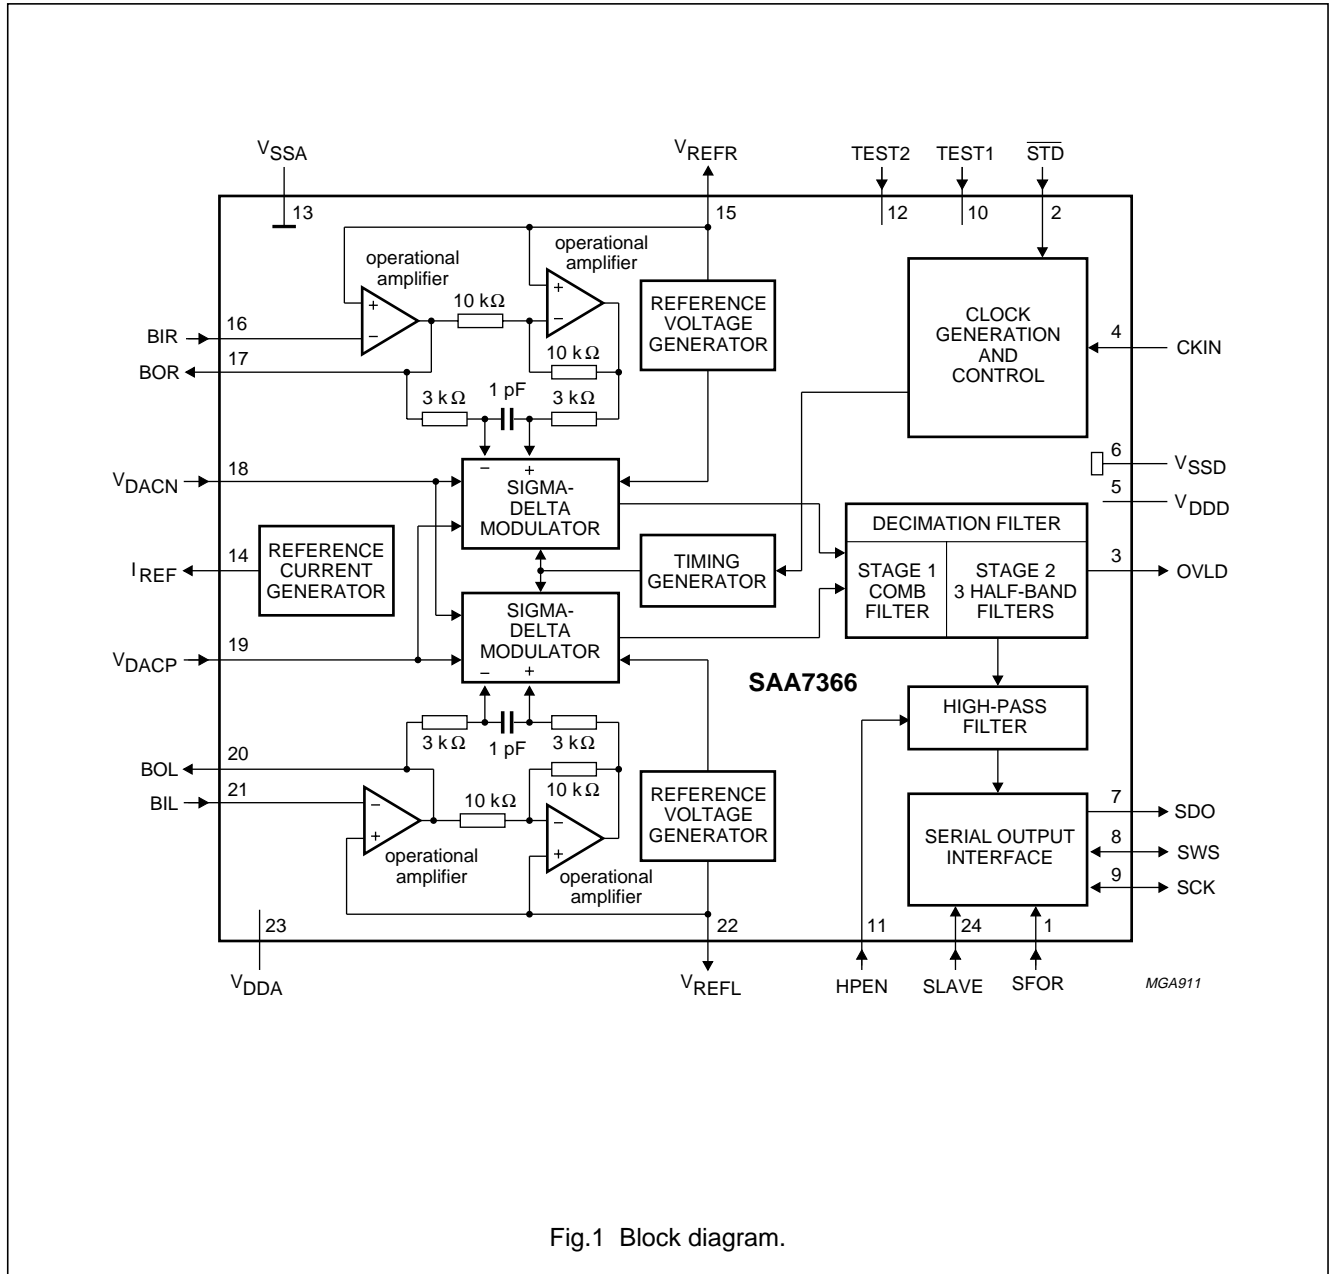 VSSA
VREFR
TEST2
TEST1
STD
13
15
12
10
2
operational
amplifier
operational
amplifier
+
−
+
−
10 kΩ
10 kΩ
REFERENCE
VOLTAGE
GENERATOR
CLOCK
GENERATION
AND
CONTROL
BIR
16
BOR
17
4
CKIN
3 kΩ
1 pF
3 kΩ
VDACN
18
− +
SIGMA-
DELTA
MODULATOR
6
VSSD
5
VDDD
IREF
14
REFERENCE
CURRENT
GENERATOR
TIMING
GENERATOR
DECIMATION FILTER
STAGE 1
COMB
FILTER
STAGE 2
3 HALF-BAND
FILTERS
3
OVLD
SIGMA-
DELTA
MODULATOR
− +
VDACP
19
SAA7366
HIGH-PASS
FILTER
3 kΩ
1 pF
3 kΩ
BOL
20
BIL
21
−
+
10 kΩ
10 kΩ
−
+
operational
amplifier
operational
amplifier
REFERENCE
VOLTAGE
GENERATOR
SERIAL OUTPUT
INTERFACE
7
SDO
8
SWS
9
SCK
23
22
11
24
1
VDDA
VREFL
HPEN
SLAVE
SFOR
MGA911
Fig.1 Block diagram.